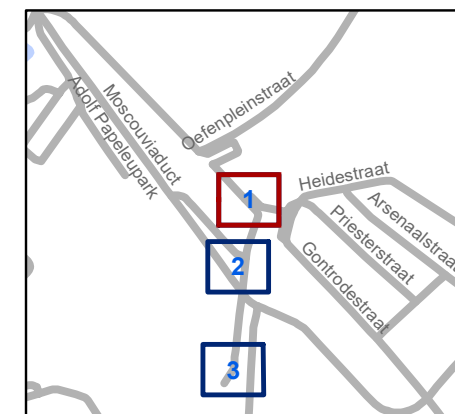 Oefenpleinstraat
Moscouviaduct
Adolf Papeleupark
Heidestraat
1
Arsenaalstraat
Priesterstraat
2
Gontrodestraat
3